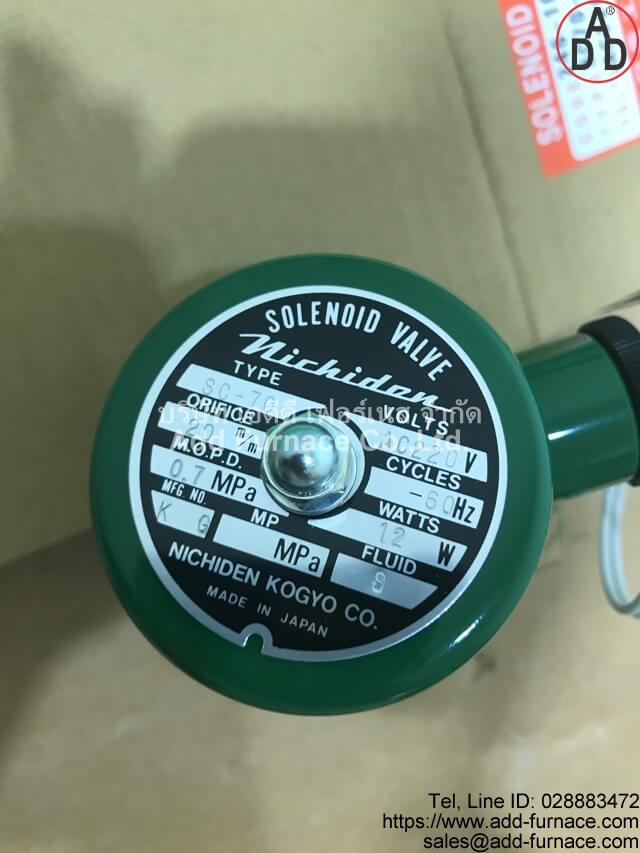 SOLENOID
ADD
SOLENOID VALVE
Nichiden
TYPE
SC-7
VOLTS
220 V
บริษัท เอดีดี เฟอร์เนส จำกัด
Add Furnace Co.,Ltd
ORIFICE
20 m/m
CYCLES
-60 Hz
M.O.P.D.
0.7 MPa
WATTS
12 W
MFG. NO.
K G
MP
MPa
FLUID
S
NICHIDEN KOGYO CO.
MADE IN JAPAN
Tel, Line ID: 028883472
https://www.add-furnace.com
sales@add-furnace.com